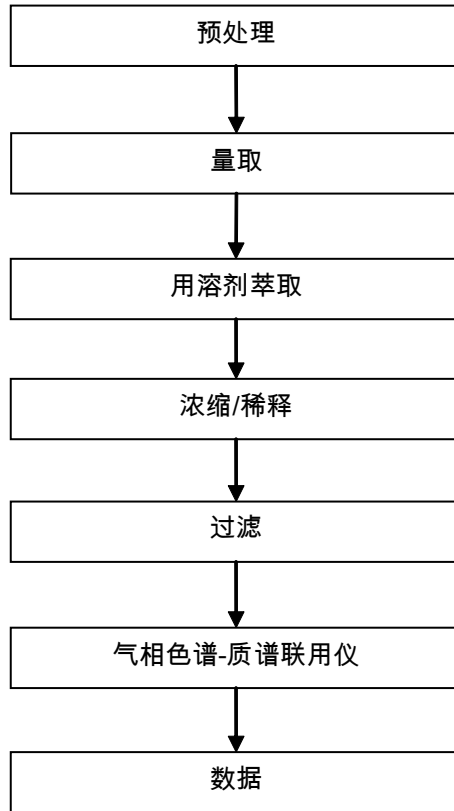 预处理
量取
用溶剂萃取
浓缩/稀释
过滤
气相色谱-质谱联用仪
数据